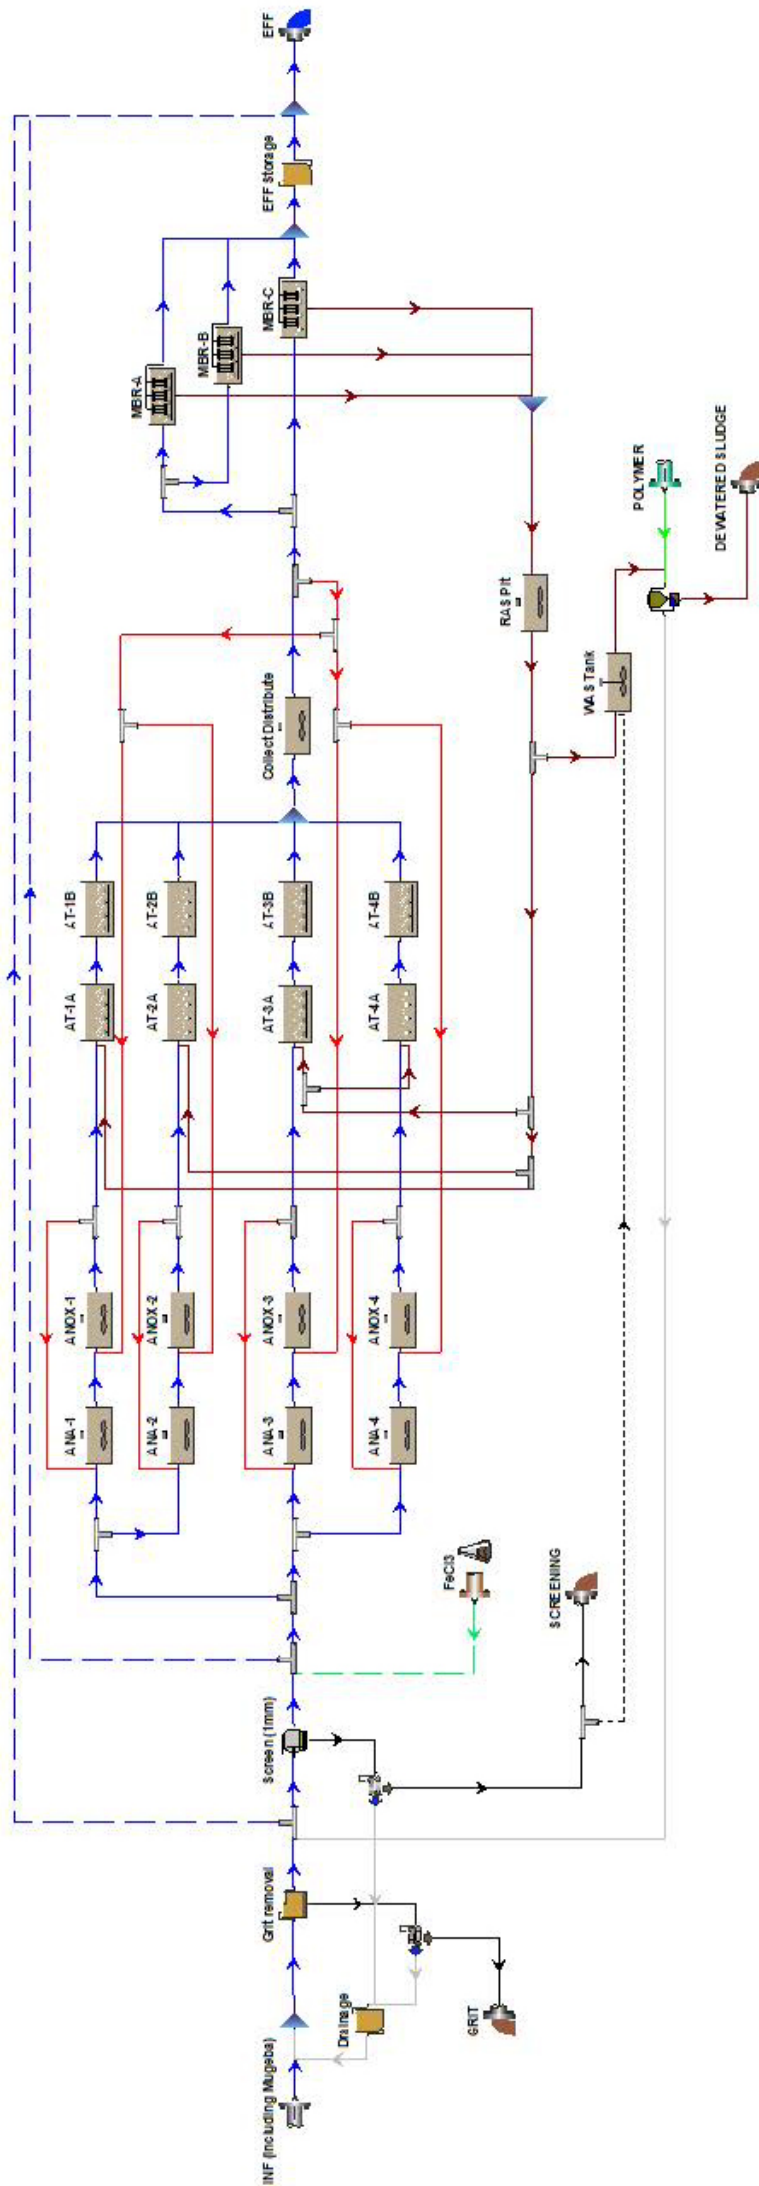 INF (Including Mugeba)
Grit removal
Drainage
GRIT
Screen (1mm)
SCREENING
FeCl3
ANA-1
ANOX-1
ANA-2
ANOX-2
ANA-3
ANOX-3
ANA-4
ANOX-4
AT-1A
AT-1B
AT-2A
AT-2B
AT-3A
AT-3B
AT-4A
AT-4B
Collect Distribute
MBR-A
MBR-B
MBR-C
EFF Storage
EFF
RAS Pit
WAS Tank
POLYMER
DEWATERED SLUDGE